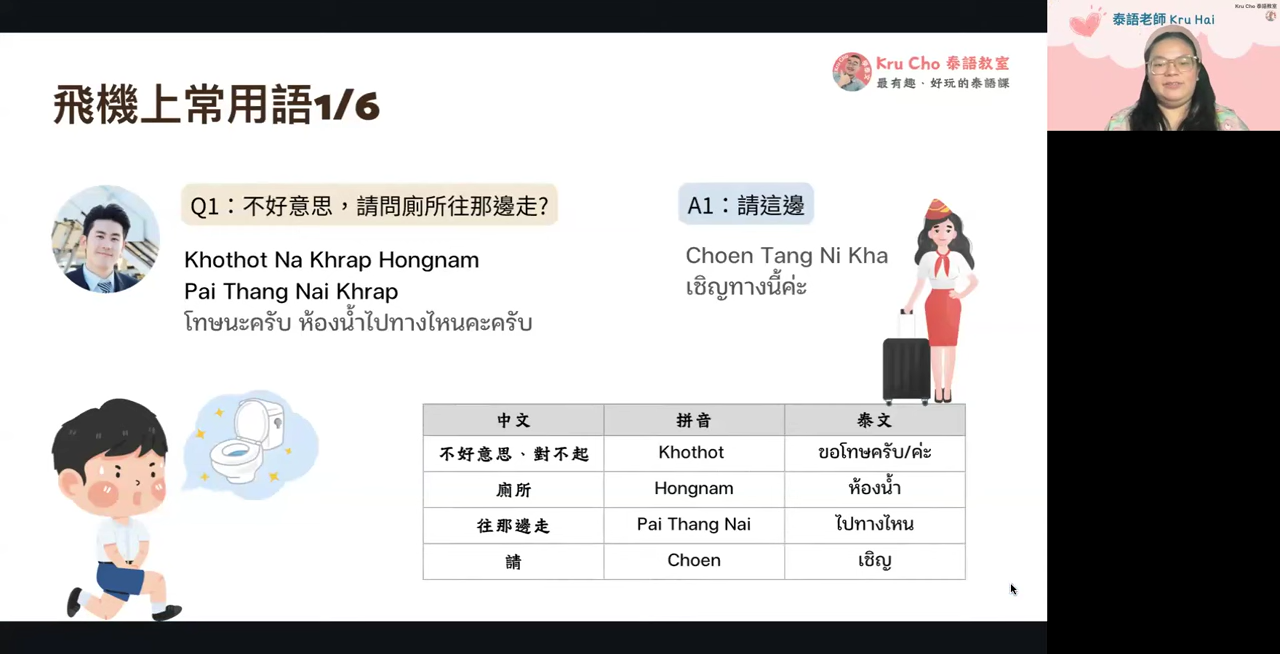 飛機上常用語1/6
Kru Cho 泰語教室
最有趣、好玩的泰語課
Q1：不好意思，請問廁所往那邊走?
Khothot Na Khrap Hongnam
Pai Thang Nai Khrap
โทษนะครับ ห้องน้ำไปทางไหนคะครับ
A1：請這邊
Choen Tang Ni Kha
เชิญทางนี้ค่ะ
中文 拼音 泰文
不好意思、對不起 Khothot ขอโทษครับ/ค่ะ
廁所 Hongnam ห้องน้ำ
往那邊走 Pai Thang Nai ไปทางไหน
請 Choen เชิญ
泰語老師 Kru Hai
Kru Cho 泰語教室